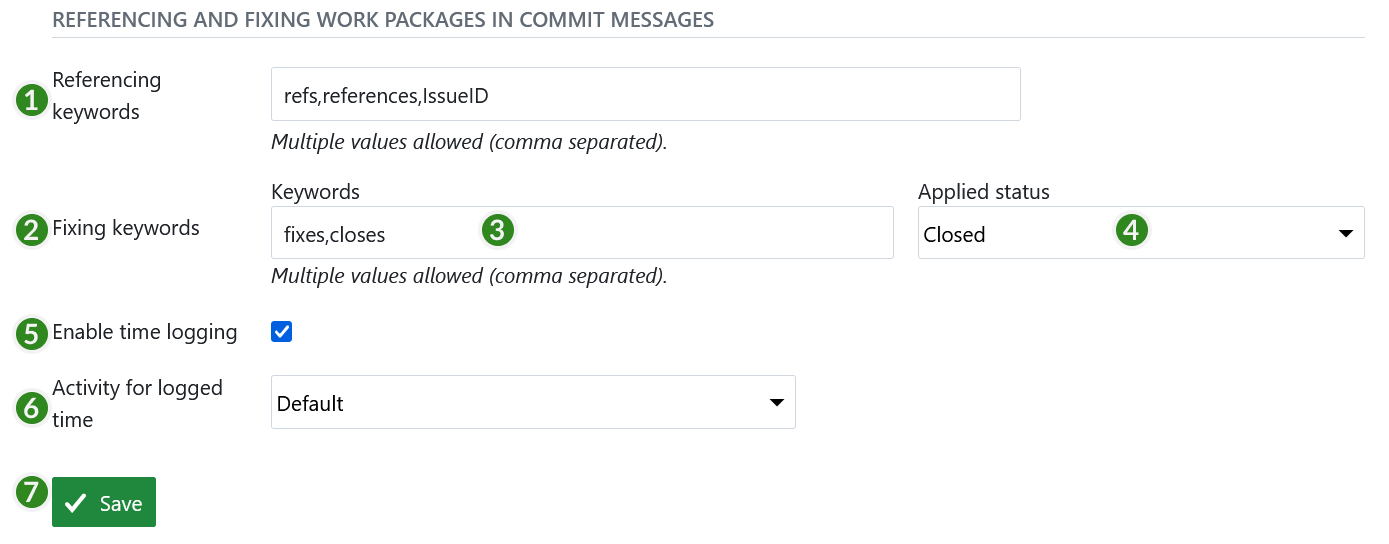 REFERENCING AND FIXING WORK PACKAGES IN COMMIT MESSAGES
1 Referencing
keywords
refs,references,IssueID
Multiple values allowed (comma separated).
Keywords
Applied status
2 Fixing keywords
fixes,closes 3
Closed 4
Multiple values allowed (comma separated).
5 Enable time logging
6 Activity for logged
time
Default
7 Save